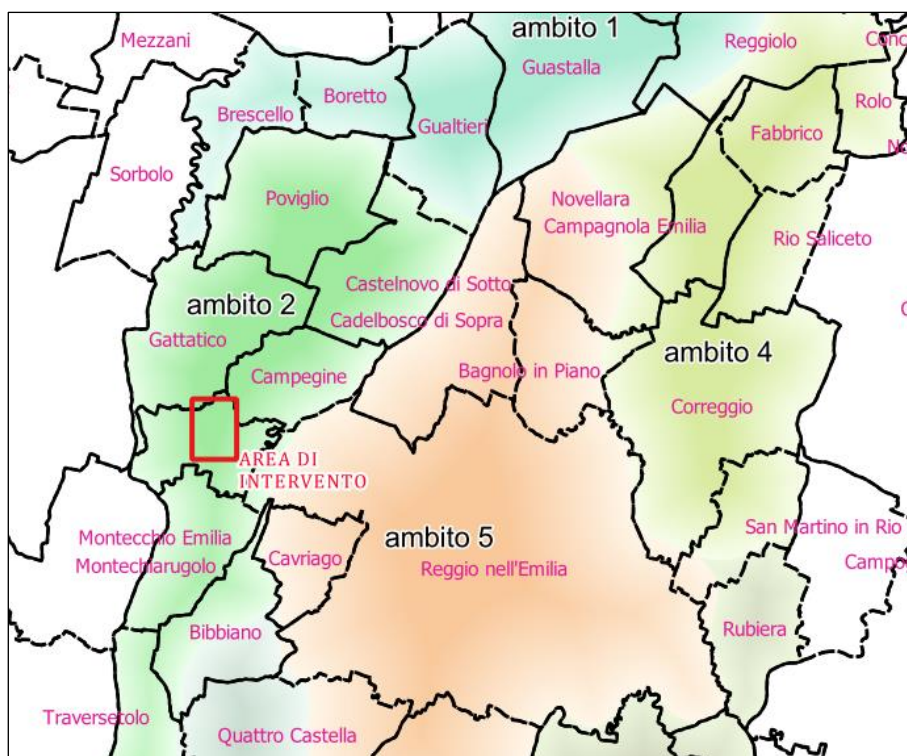 ambito 1
Mezzani
Reggiolo
Conc
Guastalla
Boretto
Brescello
Gualtieri
Rolo
Fabbrico
Sorbolo
Poviglio
Novellara
Campagnola Emilia
Rio Saliceto
Castelnovo di Sotto
ambito 2
Cadelbosco di Sopra
Gattatico
ambito 4
Campegine
Bagnolo in Piano
Correggio
AREA DI
INTERVENTO
San Martino in Rio
Montecchio Emilia
ambito 5
Cavriago
Montechiarugolo
Reggio nell'Emilia
Campo
Bibbiano
Rubiera
Traversetolo
Quattro Castella